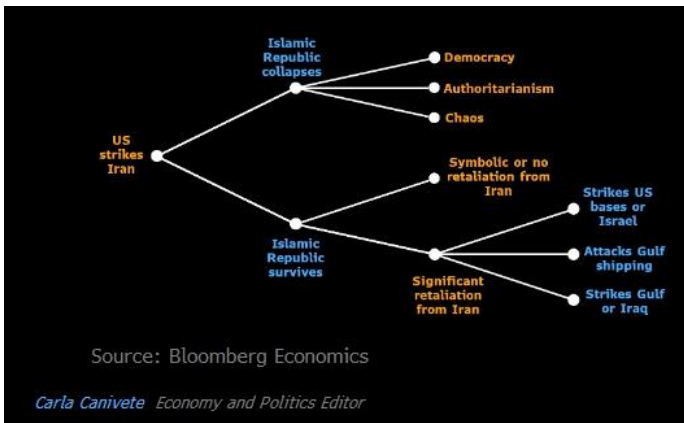 Islamic
Republic
collapses
Democracy
Authoritarianism
Chaos
US
strikes
Iran
Symbolic or no
retaliation from
Iran
Strikes US
bases or
Israel
Islamic
Republic
survives
Attacks Gulf
shipping
Significant
retaliation
from Iran
Strikes Gulf
or Iraq
Source: Bloomberg Economics
Carla Canivete Economy and Politics Editor